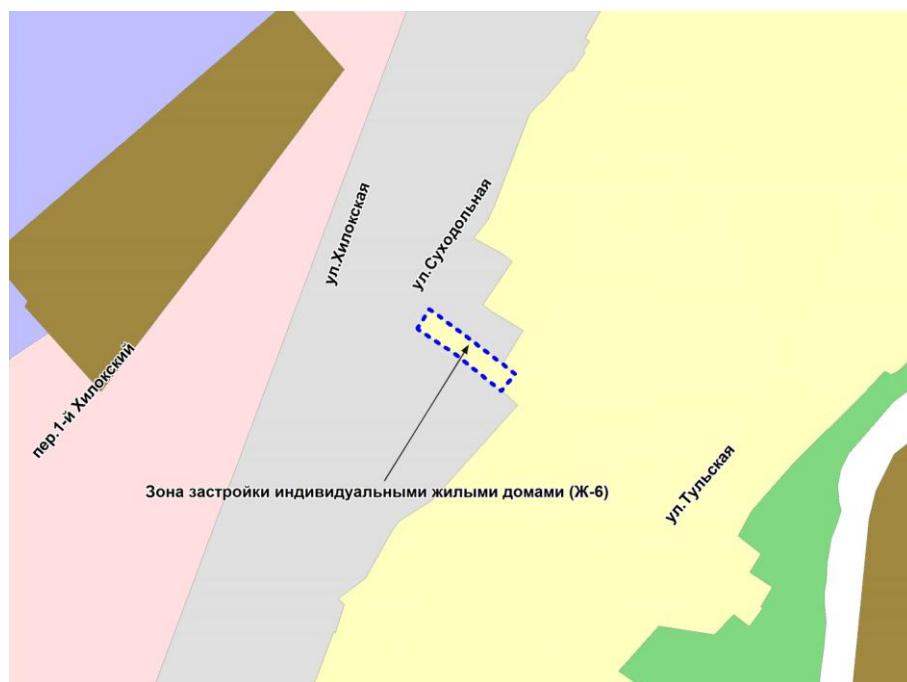 ул.Хилокская
ул.Суходольная
пер.1-й Хилокский
Зона застройки индивидуальными жилыми домами (Ж-6)
ул.Тульская